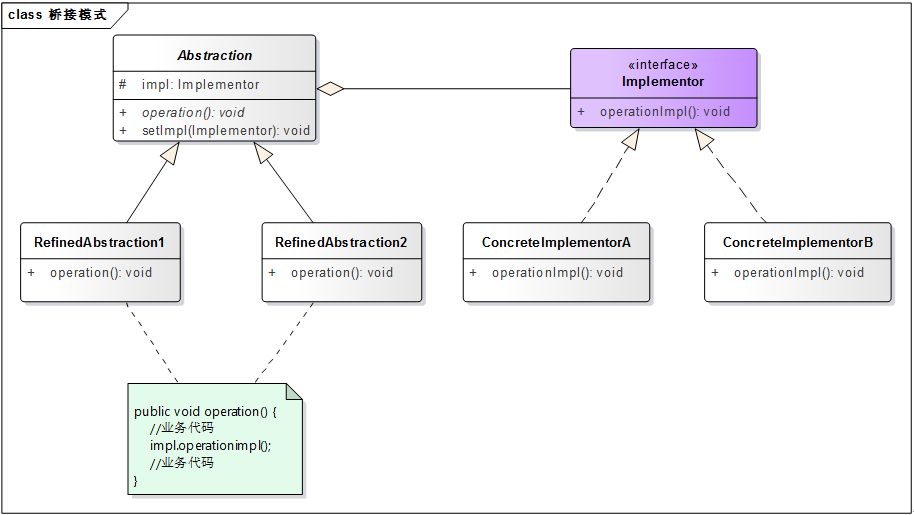 class 桥接模式
Abstraction
# impl: Implementor
+ operation(): void
+ setImpl(Implementor): void
«interface»
Implementor
+ operationImpl(): void
RefinedAbstraction1
+ operation(): void
RefinedAbstraction2
+ operation(): void
ConcreteImplementorA
+ operationImpl(): void
ConcreteImplementorB
+ operationImpl(): void
public void operation() {
//业务代码
impl.operationimpl();
//业务代码
}